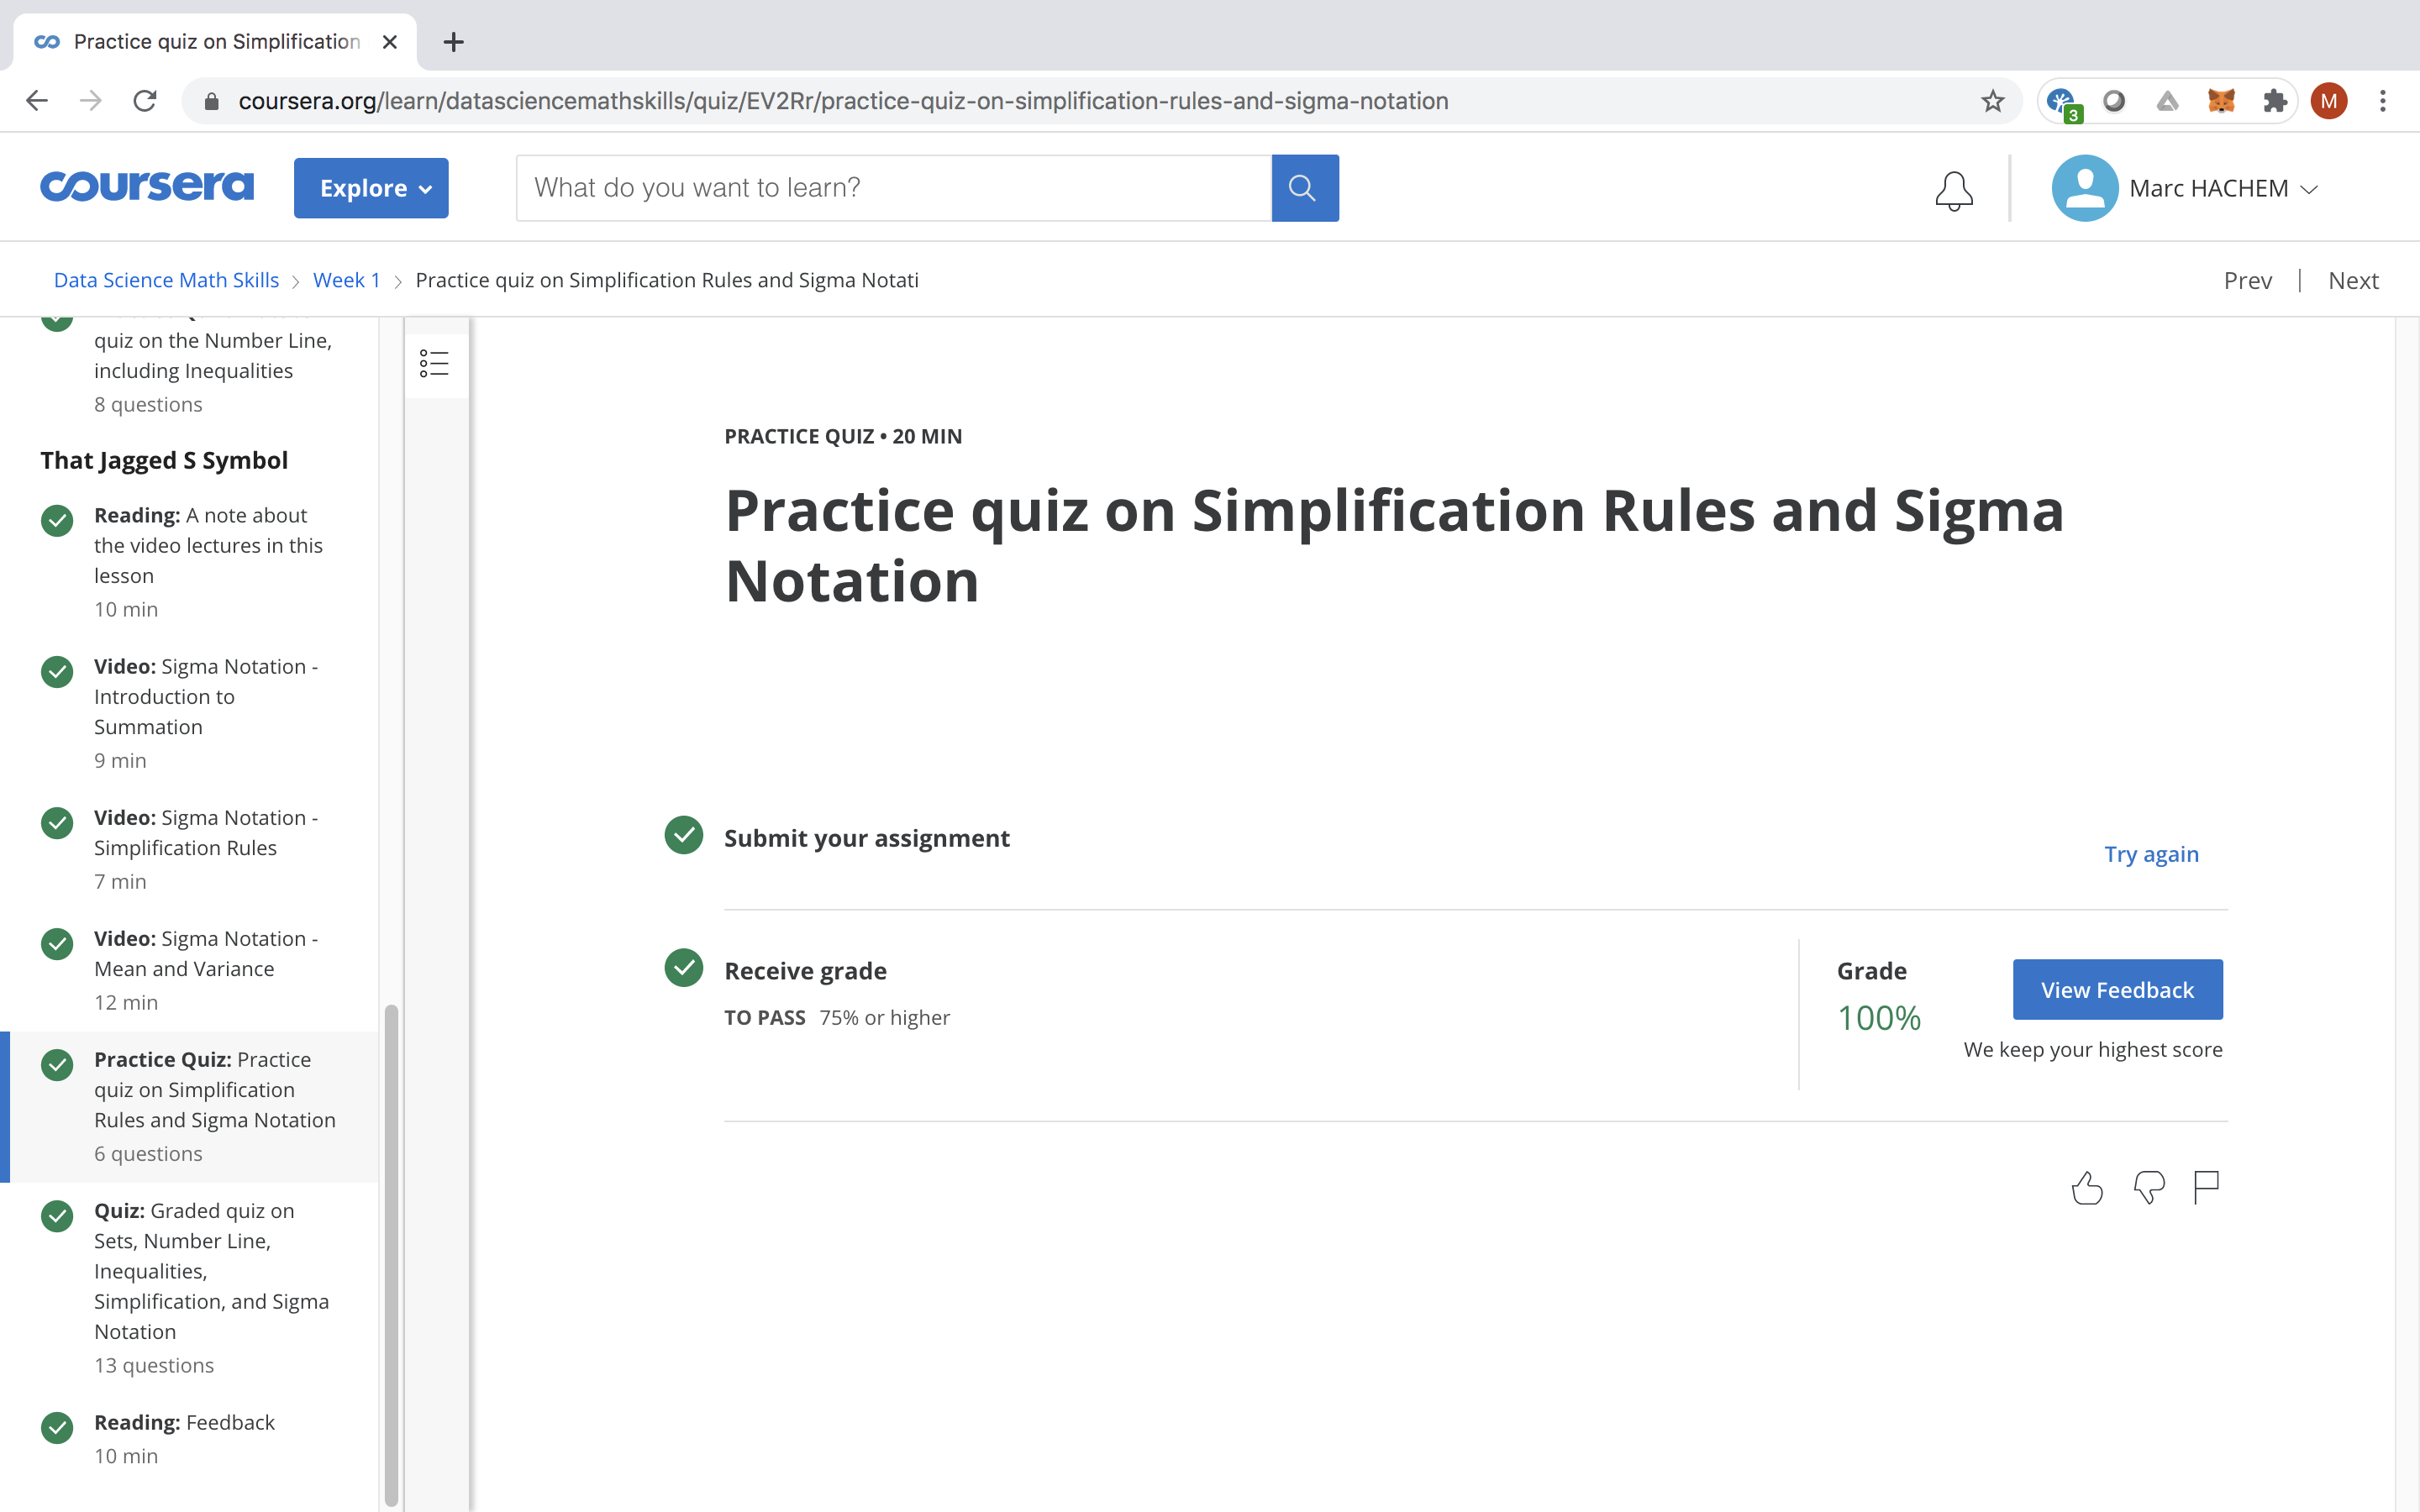 Practice quiz on Simplification
coursera.org/learn/datasciencemathskills/quiz/EV2Rr/practice-quiz-on-simplification-rules-and-sigma-notation
3
M
coursera
Explore
What do you want to learn?
Marc HACHEM
Data Science Math Skills
Week 1
Practice quiz on Simplification Rules and Sigma Notati
Prev
Next
quiz on the Number Line,
including Inequalities
8 questions
That Jagged S Symbol
Reading: A note about
the video lectures in this
lesson
10 min
Video: Sigma Notation -
Introduction to
Summation
9 min
Video: Sigma Notation -
Simplification Rules
7 min
Video: Sigma Notation -
Mean and Variance
12 min
Practice Quiz: Practice
quiz on Simplification
Rules and Sigma Notation
6 questions
Quiz: Graded quiz on
Sets, Number Line,
Inequalities,
Simplification, and Sigma
Notation
13 questions
Reading: Feedback
10 min
PRACTICE QUIZ • 20 MIN
Practice quiz on Simplification Rules and Sigma
Notation
Submit your assignment
Try again
Receive grade
TO PASS 75% or higher
Grade
100%
View Feedback
We keep your highest score